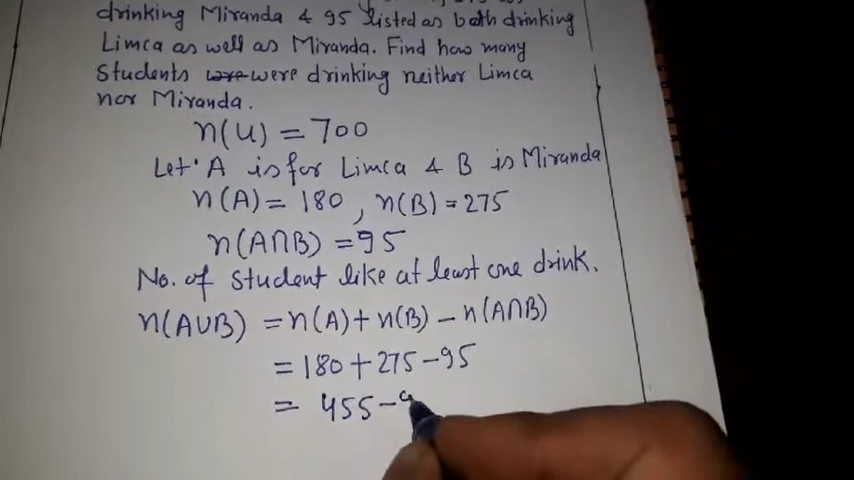 drinking Miranda & 95 listed as both drinking
Limca as well as Miranda. Find how many
students were were drinking neither Limca
nor Miranda.
n(U) = 700
Let A is for Limca & B is Miranda
n(A) = 180, n(B) = 275
n(A∩B) = 95
No. of student like at least one drink.
n(A∪B) = n(A) + n(B) - n(A∩B)
= 180 + 275 - 95
= 455 - 9